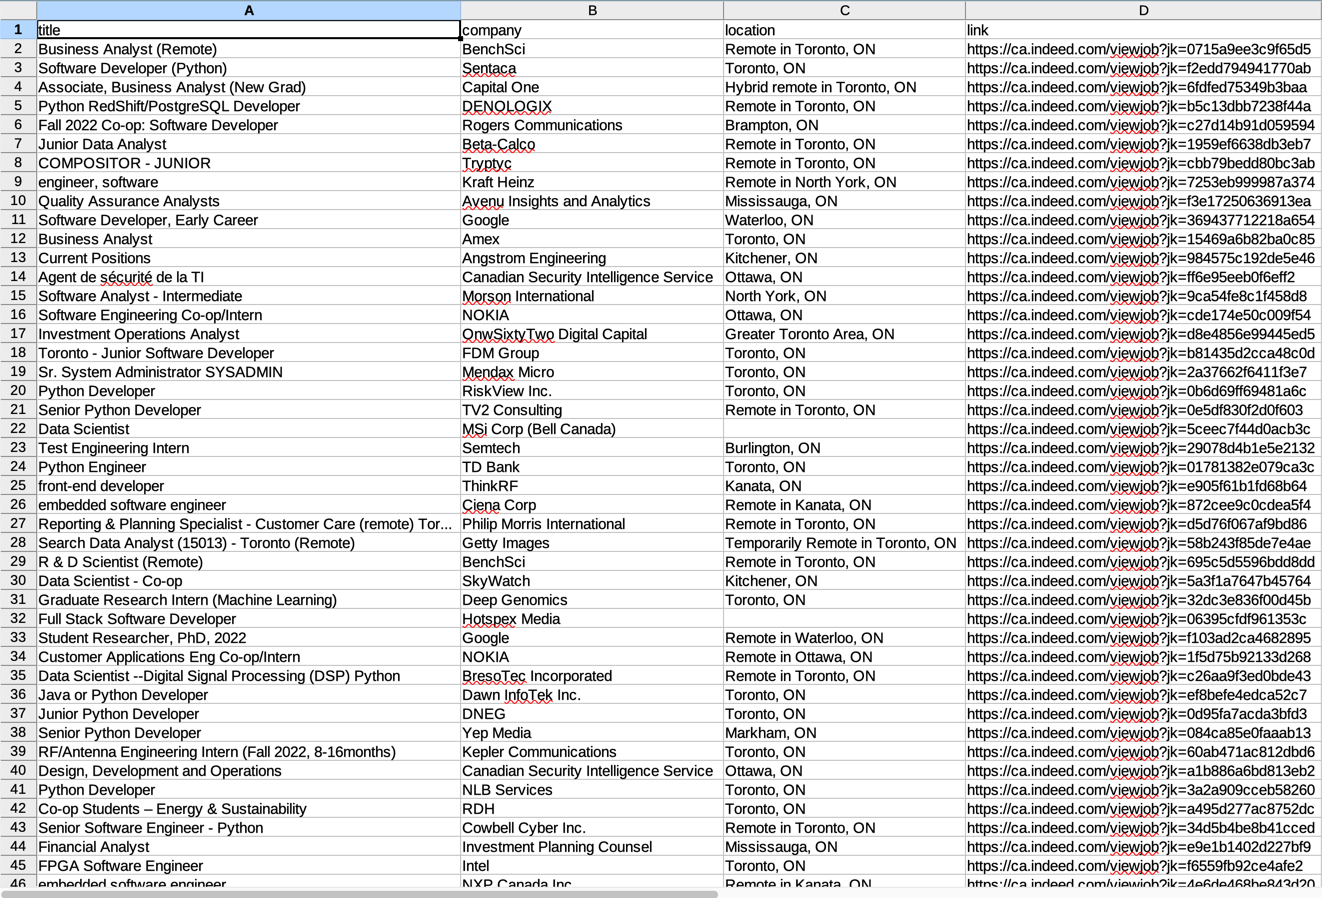 A B C D
1 title company location link
2 Business Analyst (Remote) BenchSci Remote in Toronto, ON https://ca.indeed.com/viewjob?jk=0715a9ee3c9f65d5
3 Software Developer (Python) Sentaca Toronto, ON https://ca.indeed.com/viewjob?jk=f2edd794941770ab
4 Associate, Business Analyst (New Grad) Capital One Hybrid remote in Toronto, ON https://ca.indeed.com/viewjob?jk=6fdfed75349b3baa
5 Python RedShift/PostgreSQL Developer DENOLOGIX Remote in Toronto, ON https://ca.indeed.com/viewjob?jk=b5c13dbb7238f44a
6 Fall 2022 Co-op: Software Developer Rogers Communications Brampton, ON https://ca.indeed.com/viewjob?jk=c27d14b91d059594
7 Junior Data Analyst Beta-Calco Remote in Toronto, ON https://ca.indeed.com/viewjob?jk=1959ef6638db3eb7
8 COMPOSITOR - JUNIOR Tryptyc Remote in Toronto, ON https://ca.indeed.com/viewjob?jk=cbb79bedd80bc3ab
9 engineer, software Kraft Heinz Remote in North York, ON https://ca.indeed.com/viewjob?jk=7253eb999987a374
10 Quality Assurance Analysts Avenu Insights and Analytics Mississauga, ON https://ca.indeed.com/viewjob?jk=f3e17250636913ea
11 Software Developer, Early Career Google Waterloo, ON https://ca.indeed.com/viewjob?jk=369437712218a654
12 Business Analyst Amex Toronto, ON https://ca.indeed.com/viewjob?jk=15469a6b82ba0c85
13 Current Positions Angstrom Engineering Kitchener, ON https://ca.indeed.com/viewjob?jk=984575c192de5e46
14 Agent de sécurité de la TI Canadian Security Intelligence Service Ottawa, ON https://ca.indeed.com/viewjob?jk=ff6e95eeb0f6eff2
15 Software Analyst - Intermediate Morson International North York, ON https://ca.indeed.com/viewjob?jk=9ca54fe8c1f458d8
16 Software Engineering Co-op/Intern NOKIA Ottawa, ON https://ca.indeed.com/viewjob?jk=cde174e50c009f54
17 Investment Operations Analyst OnwSixtyTwo Digital Capital Greater Toronto Area, ON https://ca.indeed.com/viewjob?jk=d8e4856e99445ed5
18 Toronto - Junior Software Developer FDM Group Toronto, ON https://ca.indeed.com/viewjob?jk=b81435d2cca48c0d
19 Sr. System Administrator SYSADMIN Mendax Micro Toronto, ON https://ca.indeed.com/viewjob?jk=2a37662f6411f3e7
20 Python Developer RiskView Inc. Toronto, ON https://ca.indeed.com/viewjob?jk=0b6d69ff69481a6c
21 Senior Python Developer TV2 Consulting Remote in Toronto, ON https://ca.indeed.com/viewjob?jk=0e5df830f2d0f603
22 Data Scientist MSi Corp (Bell Canada) https://ca.indeed.com/viewjob?jk=5ceec7f44d0acb3c
23 Test Engineering Intern Semtech Burlington, ON https://ca.indeed.com/viewjob?jk=29078d4b1e5e2132
24 Python Engineer TD Bank Toronto, ON https://ca.indeed.com/viewjob?jk=01781382e079ca3c
25 front-end developer ThinkRF Kanata, ON https://ca.indeed.com/viewjob?jk=e905f61b1fd68b64
26 embedded software engineer Ciena Corp Remote in Kanata, ON https://ca.indeed.com/viewjob?jk=872cee9c0cdea5f4
27 Reporting & Planning Specialist - Customer Care (remote) Tor... Philip Morris International Remote in Toronto, ON https://ca.indeed.com/viewjob?jk=d5d76f067af9bd86
28 Search Data Analyst (15013) - Toronto (Remote) Getty Images Temporarily Remote in Toronto, ON https://ca.indeed.com/viewjob?jk=58b243f85de7e4ae
29 R & D Scientist (Remote) BenchSci Remote in Toronto, ON https://ca.indeed.com/viewjob?jk=695c5d5596bdd8dd
30 Data Scientist - Co-op SkyWatch Kitchener, ON https://ca.indeed.com/viewjob?jk=5a3f1a7647b45764
31 Graduate Research Intern (Machine Learning) Deep Genomics Toronto, ON https://ca.indeed.com/viewjob?jk=32dc3e836f00d45b
32 Full Stack Software Developer Hotspex Media https://ca.indeed.com/viewjob?jk=06395cfdf961353c
33 Student Researcher, PhD, 2022 Google Remote in Waterloo, ON https://ca.indeed.com/viewjob?jk=f103ad2ca4682895
34 Customer Applications Eng Co-op/Intern NOKIA Remote in Ottawa, ON https://ca.indeed.com/viewjob?jk=1f5d75b92133d268
35 Data Scientist --Digital Signal Processing (DSP) Python BresoTec Incorporated Remote in Toronto, ON https://ca.indeed.com/viewjob?jk=c26aa9f3ed0bde43
36 Java or Python Developer Dawn InfoTek Inc. Toronto, ON https://ca.indeed.com/viewjob?jk=ef8befe4edca52c7
37 Junior Python Developer DNEG Toronto, ON https://ca.indeed.com/viewjob?jk=0d95fa7acda3bfd3
38 Senior Python Developer Yep Media Markham, ON https://ca.indeed.com/viewjob?jk=084ca85e0faaab13
39 RF/Antenna Engineering Intern (Fall 2022, 8-16months) Kepler Communications Toronto, ON https://ca.indeed.com/viewjob?jk=60ab471ac812dbd6
40 Design, Development and Operations Canadian Security Intelligence Service Ottawa, ON https://ca.indeed.com/viewjob?jk=a1b886a6bd813eb2
41 Python Developer NLB Services Toronto, ON https://ca.indeed.com/viewjob?jk=3a2a909cceb58260
42 Co-op Students – Energy & Sustainability RDH Toronto, ON https://ca.indeed.com/viewjob?jk=a495d277ac8752dc
43 Senior Software Engineer - Python Cowbell Cyber Inc. Remote in Toronto, ON https://ca.indeed.com/viewjob?jk=34d5b4be8b41cced
44 Financial Analyst Investment Planning Counsel Mississauga, ON https://ca.indeed.com/viewjob?jk=e9e1b1402d227bf9
45 FPGA Software Engineer Intel Toronto, ON https://ca.indeed.com/viewjob?jk=f6559fb92ce4afe2
46 embedded software engineer NXP Canada Inc. Remote in Kanata, ON https://ca.indeed.com/viewjob?jk=4e6de468be843d20